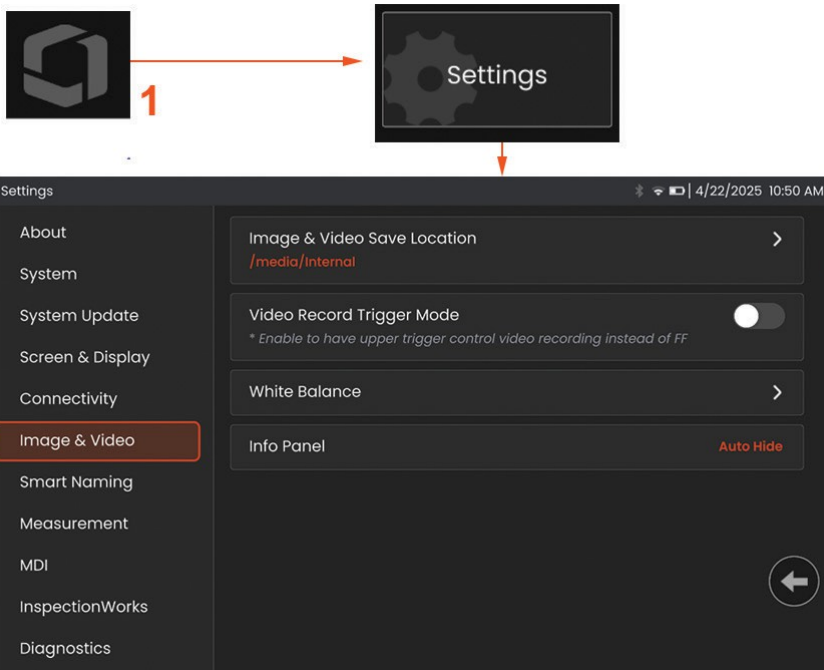 1
Settings
Settings
4/22/2025 10:50 AM
About
System
System Update
Screen & Display
Connectivity
Image & Video
Smart Naming
Measurement
MDI
InspectionWorks
Diagnostics
Image & Video Save Location
/media/Internal
Video Record Trigger Mode
* Enable to have upper trigger control video recording instead of FF
White Balance
Info Panel
Auto Hide